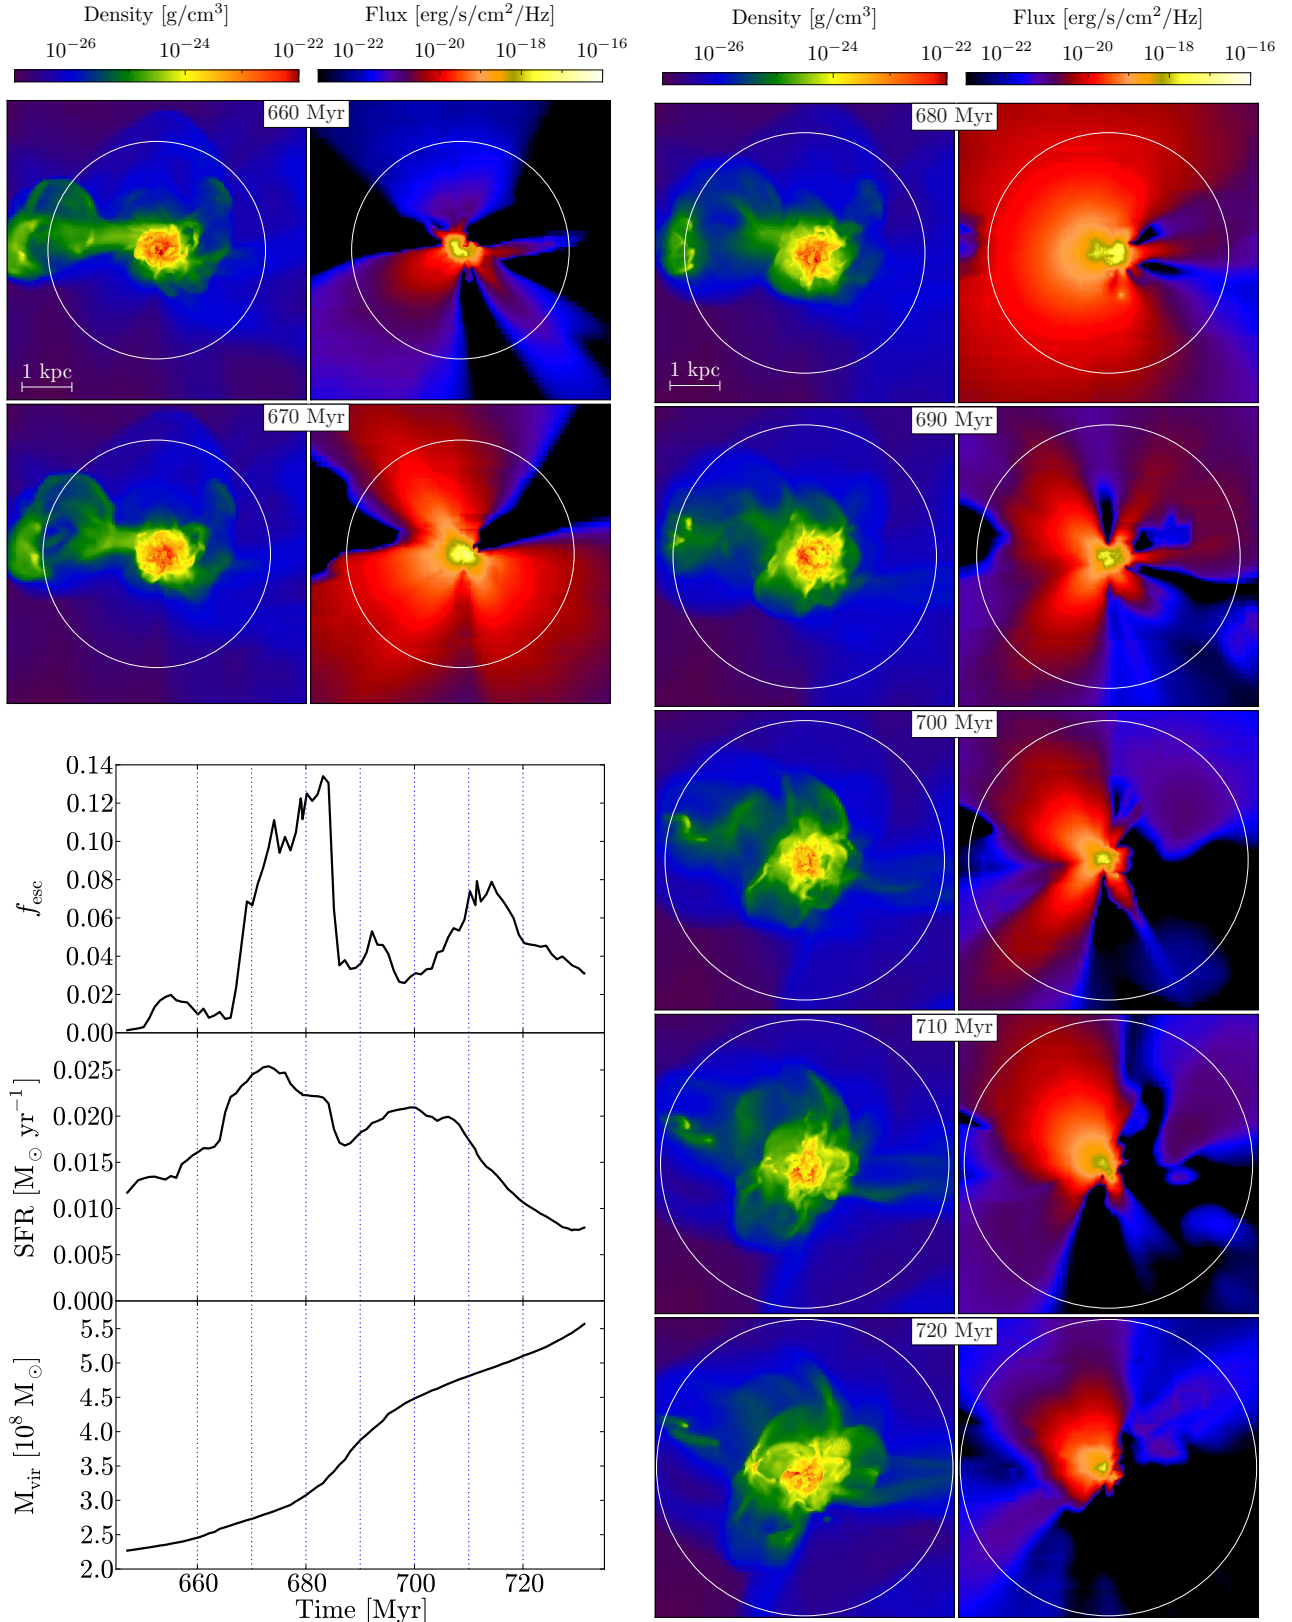 Density [g/cm³] Flux [erg/s/cm²/Hz]
10⁻²⁶ 10⁻²⁴ 10⁻²² 10⁻²² 10⁻²⁰ 10⁻¹⁸ 10⁻¹⁶
660 Myr
1 kpc
670 Myr
0.14
0.12
0.10
0.08
0.06
0.04
0.02
0.00
f_esc
0.00
0.025
0.020
0.015
0.010
0.005
0.000
SFR [M⊙ yr⁻¹]
5.5
5.0
4.5
4.0
3.5
3.0
2.5
2.0
M_vir [10⁸ M⊙]
660 680 700 720
Time [Myr]
Density [g/cm³] Flux [erg/s/cm²/Hz]
10⁻²⁶ 10⁻²⁴ 10⁻²² 10⁻²² 10⁻²⁰ 10⁻¹⁸ 10⁻¹⁶
680 Myr
1 kpc
690 Myr
700 Myr
710 Myr
720 Myr